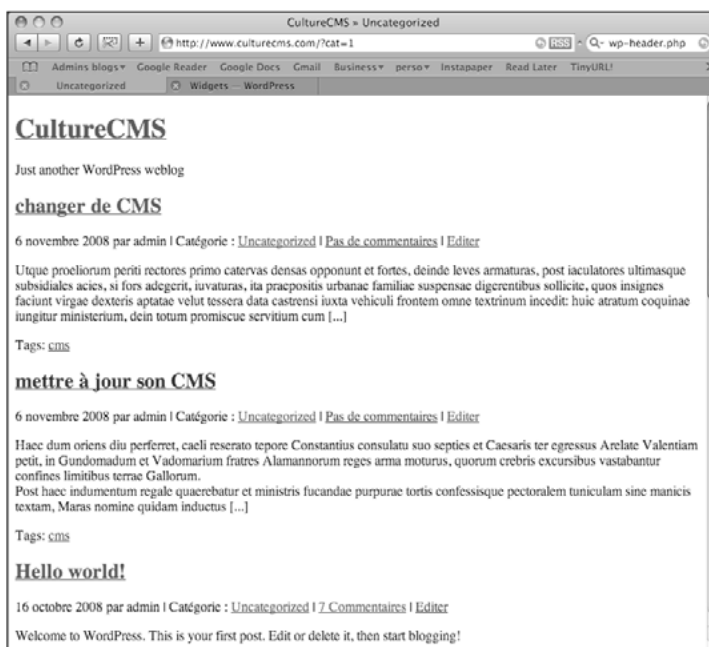 CultureCMS » Uncategorized
http://www.culturecms.com/?cat=1 RSS wp-header.php
Admins blogs Google Reader Google Docs Gmail Business perso Instapaper Read Later TinyURL!
Uncategorized Widgets — WordPress
CultureCMS
Just another WordPress weblog
changer de CMS
6 novembre 2008 par admin | Catégorie : Uncategorized | Pas de commentaires | Editer
Utque proeliorum periti rectores primo catervas densas opponunt et fortes, deinde leves armaturas, post iaculatores ultimasque
subsidiales acies, si fors adegerit, iuvaturas, ita praepositis urbanae familiae suspensae digerentibus sollicite, quos insignes
faciunt virgae dexteris aptatae velut tessera data castrensi iuxta vehiculi frontem omne textrinum incedit: huic atratum coquinae
iungitur ministerium, dein totum promiscue servitium cum [...]
Tags: cms
mettre à jour son CMS
6 novembre 2008 par admin | Catégorie : Uncategorized | Pas de commentaires | Editer
Haec dum oriens diu perferret, caeli reserato tepore Constantius consulatu suo septies et Caesaris ter egressus Arelate Valentiam
petit, in Gundomadum et Vadomarium fratres Alamannorum reges arma moturus, quorum crebris excursibus vastabantur
confines limitibus terrae Gallorum.
Post haec indumentum regale quaerebatur et ministris fucandae purpurae tortis confessisque pectoralem tuniculam sine manicis
textam, Maras nomine quidam inductus [...]
Tags: cms
Hello world!
16 octobre 2008 par admin | Catégorie : Uncategorized | 7 Commentaires | Editer
Welcome to WordPress. This is your first post. Edit or delete it, then start blogging!